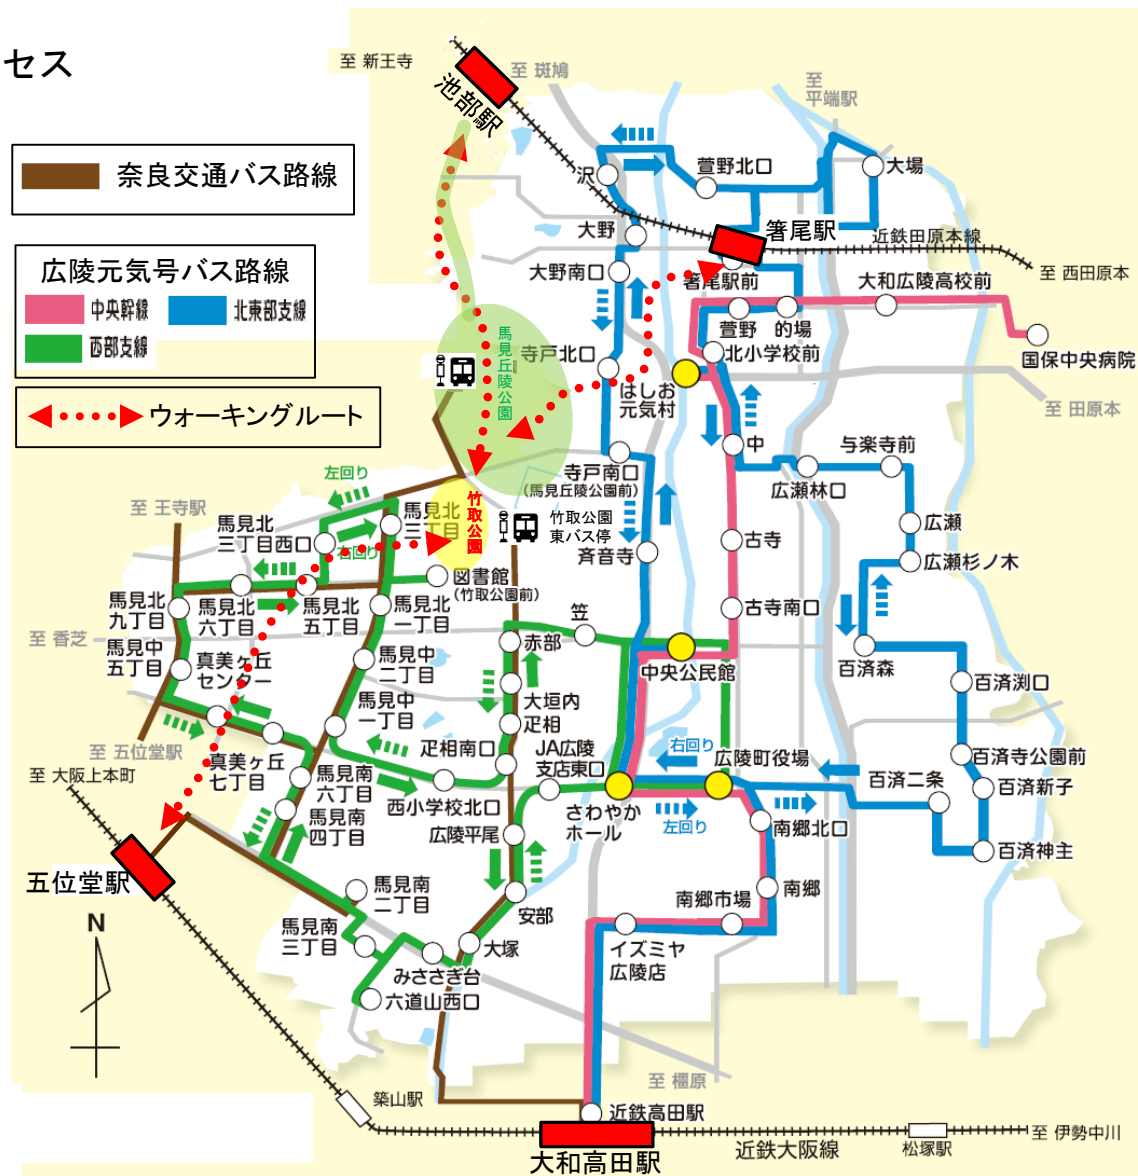 セス
至 新王寺
池部駅
至 斑鳩
至
平端駅
奈良交通バス路線
広陵元気号バス路線
中央幹線
北東部支線
西部支線
ウォーキングルート
沢
萱野北口
大場
大野
箸尾駅
近鉄田原本線
大野南口
箸尾駅前
至 西田原本
大和広陵高校前
萱野
的場
馬見丘陵公園
寺戸北口
北小学校前
国保中央病院
はしお
元気村
至 田原本
中
与楽寺前
寺戸南口
(馬見丘陵公園前)
広瀬林口
左回り
至 王寺駅
馬見北
三丁目西口
右回り
馬見北
三丁目
竹取公園
竹取公園
東バス停
広瀬
斉音寺
古寺
広瀬杉ノ木
図書館
(竹取公園前)
馬見北
九丁目
馬見北
六丁目
馬見北
五丁目
馬見北
一丁目
笠
古寺南口
至 香芝
赤部
馬見中
五丁目
真美ヶ丘
センター
馬見中
二丁目
中央公民館
百済森
大垣内
百済渕口
馬見中
一丁目
疋相
至 五位堂駅
疋相南口
JA広陵
支店東口
右回り
広陵町役場
百済寺公園前
至 大阪上本町
真美ヶ丘
七丁目
馬見南
六丁目
西小学校北口
百済二条
百済新子
さわやか
ホール
左回り
馬見南
四丁目
広陵平尾
南郷北口
百済神主
五位堂駅
馬見南
二丁目
南郷市場
南郷
安部
N
馬見南
三丁目
大塚
イズミヤ
広陵店
みささぎ台
六道山西口
至 橿原
築山駅
近鉄高田駅
至 伊勢中川
近鉄大阪線
松塚駅
大和高田駅